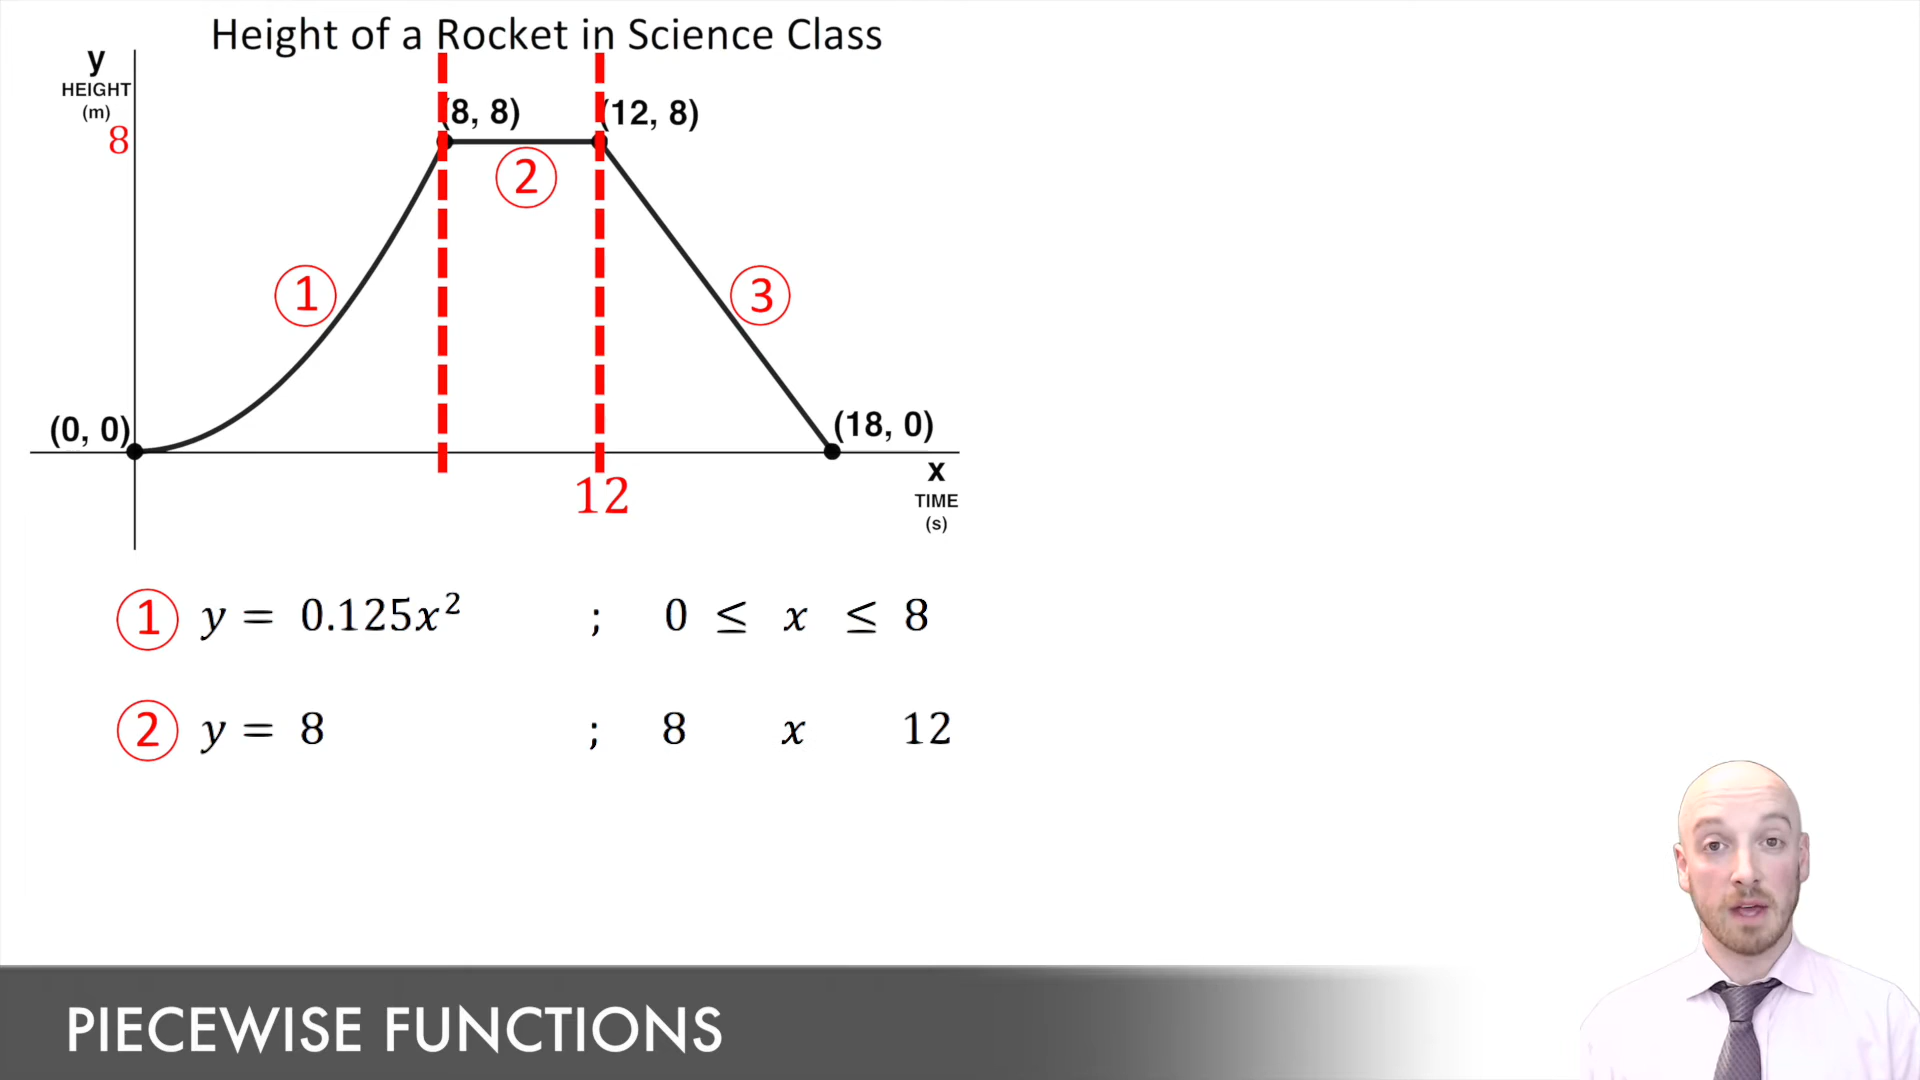 Height of a Rocket in Science Class
y
HEIGHT
(m)
8
(8, 8)
(12, 8)
2
1
3
(0, 0)
(18, 0)
x
TIME
(s)
12
1 y = 0.125x² ; 0 ≤ x ≤ 8
2 y = 8 ; 8 x 12
PIECEWISE FUNCTIONS